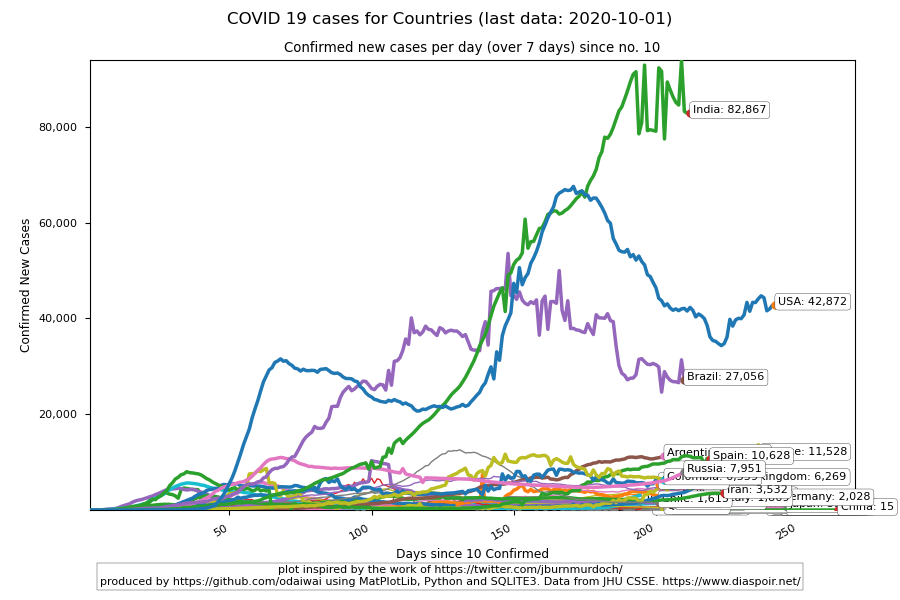 COVID 19 cases for Countries (last data: 2020-10-01)
Confirmed new cases per day (over 7 days) since no. 10
Confirmed New Cases
80,000
60,000
40,000
20,000
India: 82,867
USA: 42,872
Brazil: 27,056
11,528
Spain: 10,628
Russia: 7,951
6,269
Iran: 3,532
Germany: 2,028
China: 15
50
100
150
200
250
Days since 10 Confirmed
plot inspired by the work of https://twitter.com/jburnmurdoch/
produced by https://github.com/odaiwai using MatPlotLib, Python and SQLITE3. Data from JHU CSSE. https://www.diaspoir.net/